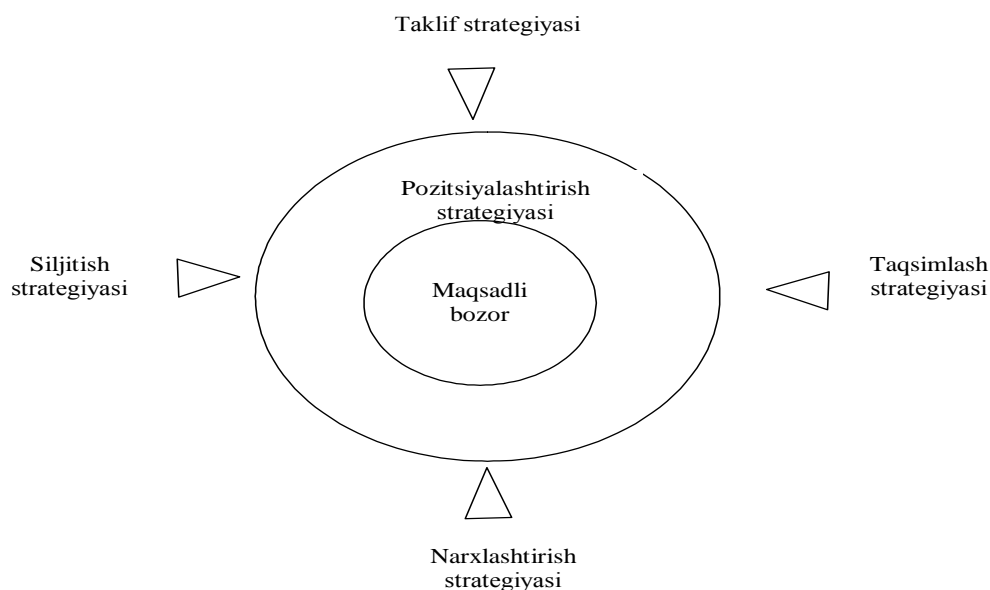 Taklif strategiyasi
Pozitsiyalashtirish
strategiyasi
Siljitish
strategiyasi
Maqsadli
bozor
Taqsimlash
strategiyasi
Narxlashtirish
strategiyasi